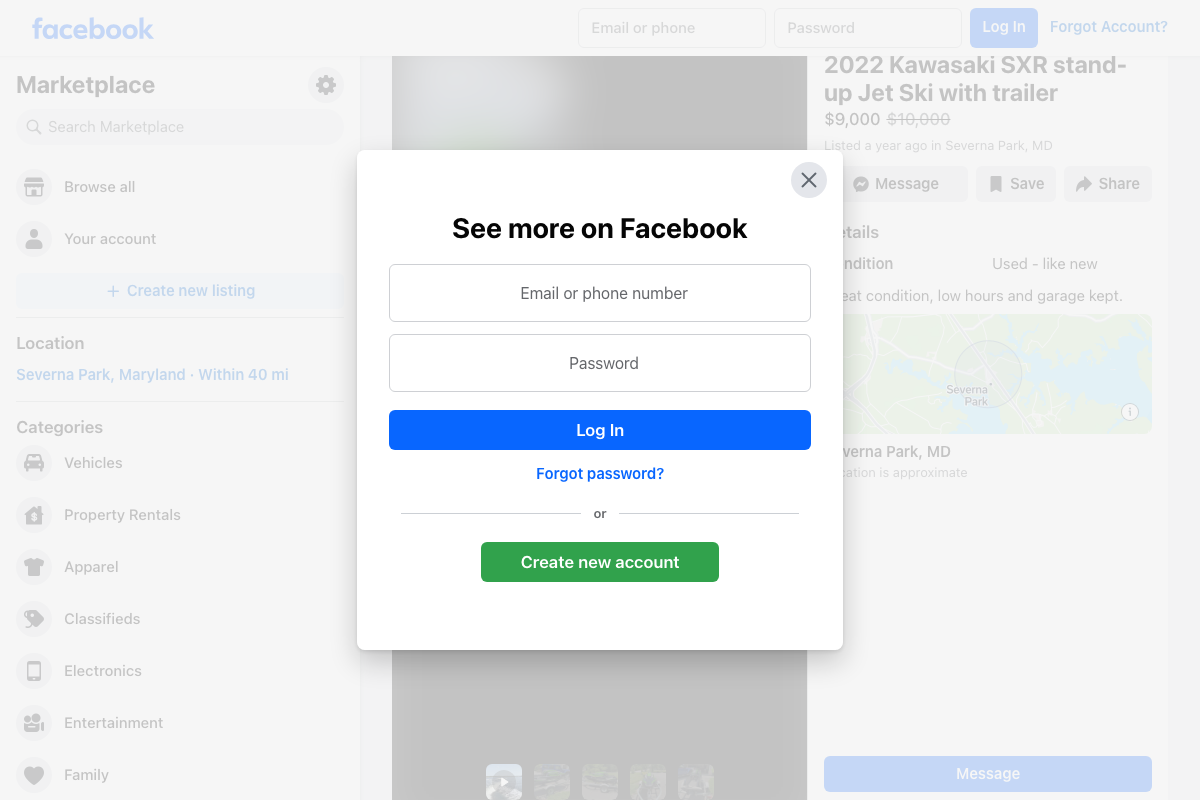 facebook
Email or phone
Password
Log In
Forgot Account?
Marketplace
Search Marketplace
Browse all
Your account
+ Create new listing
Location
Severna Park, Maryland · Within 40 mi
Categories
Vehicles
Property Rentals
Apparel
Classifieds
Electronics
Entertainment
Family
2022 Kawasaki SXR stand-
up Jet Ski with trailer
$9,000 $10,000
Listed a year ago in Severna Park, MD
Message
Save
Share
See more on Facebook
Email or phone number
Password
Log In
Forgot password?
or
Create new account
etails
ndition
Used - like new
eat condition, low hours and garage kept.
Severna
Park
verna Park, MD
cation is approximate
Message